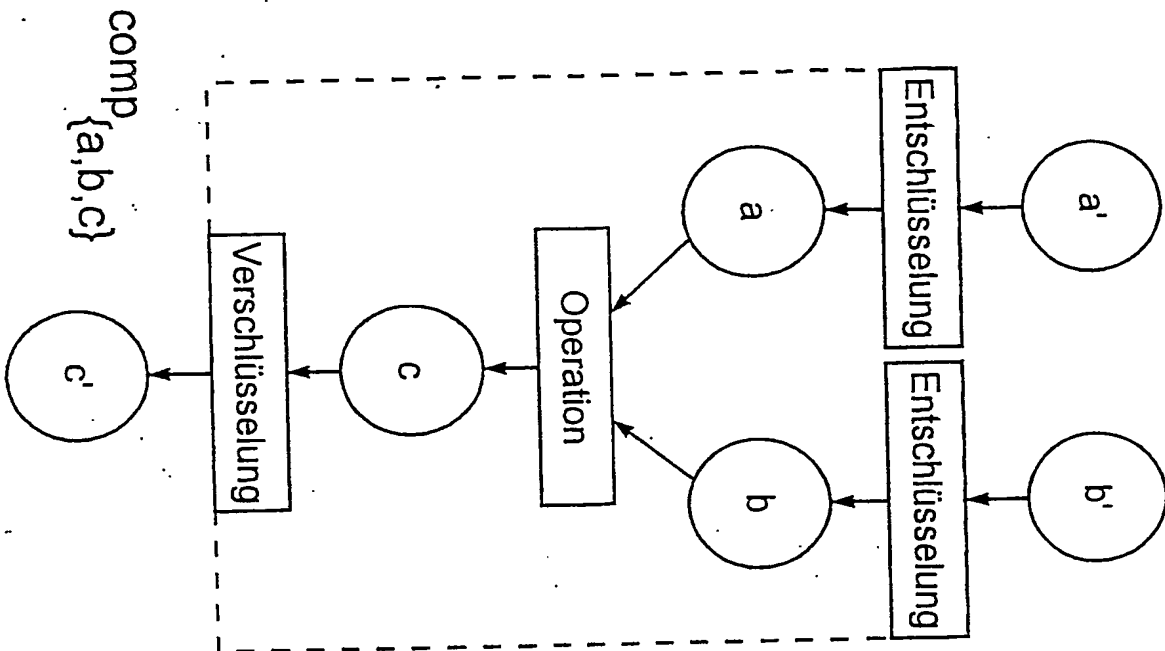 a'
b'
Entschlüsselung
Entschlüsselung
a
b
Operation
c
Verschlüsselung
c'
comp
{a,b,c}